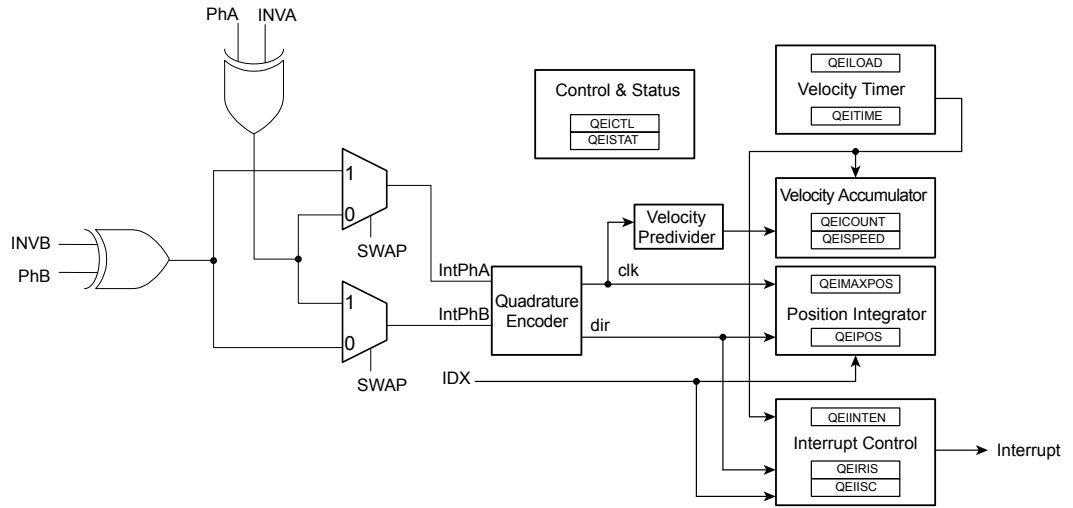 PhA INVA
QEILOAD
Velocity Timer
QEITIME
Control & Status
QEICTL
QEISTAT
1
0
SWAP
Velocity Accumulator
QEICOUNT
QEISPEED
Velocity
Predivider
INVB
PhB
IntPhA
clk
QEIMAXPOS
Quadrature
Encoder
Position Integrator
1
0
IntPhB
dir
QEIPOS
SWAP
IDX
QEIINTEN
Interrupt Control
Interrupt
QEIRIS
QEIISC